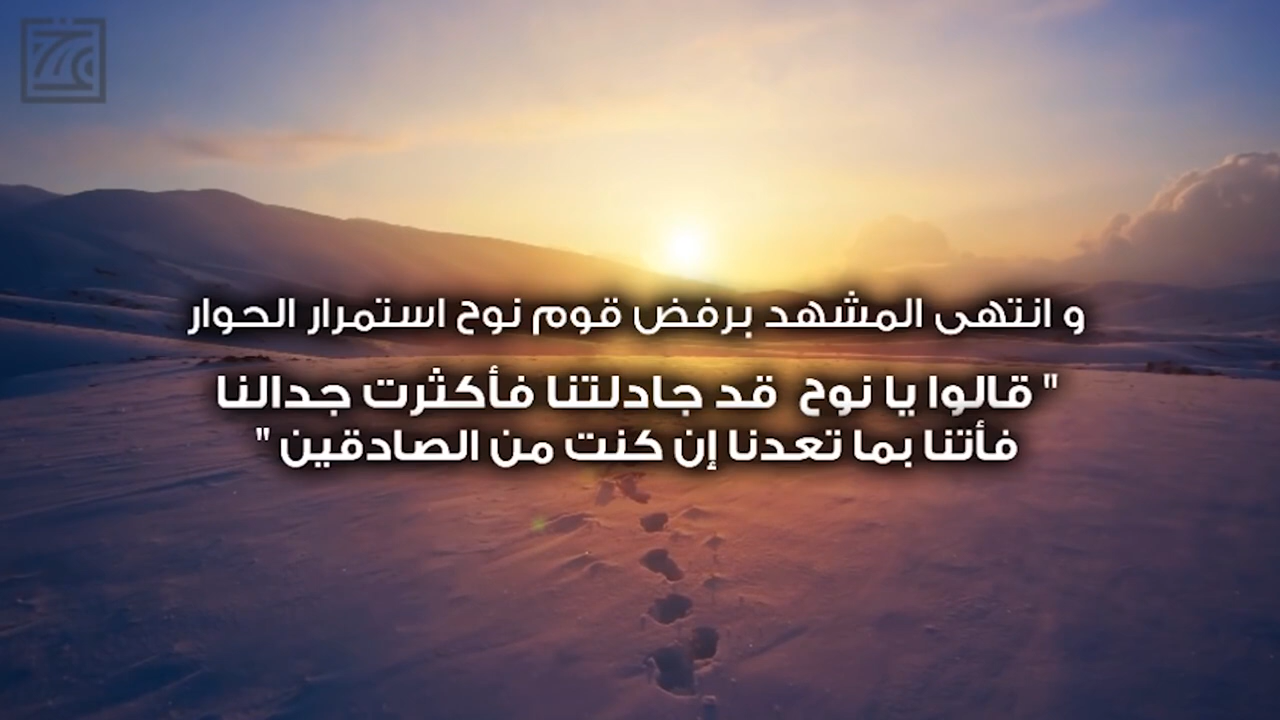 و انتهى المشهد برفض قوم نوح استمرار الحوار
" قالوا يا نوح قد جادلتنا فأكثرت جدالنا
فأتنا بما تعدنا إن كنت من الصادقين "